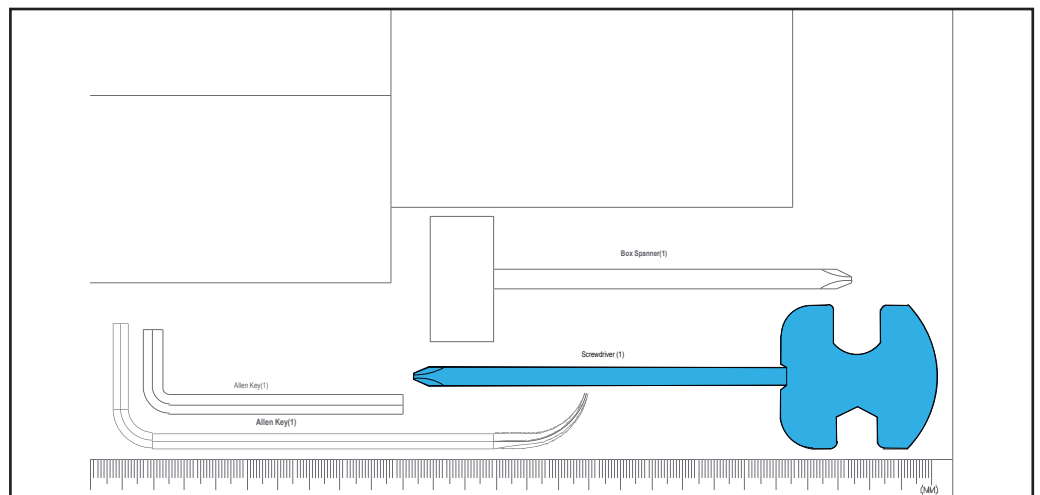 Box Spanner(1)
Screwdriver (1)
Allen Key(1)
Allen Key(1)
(MM)